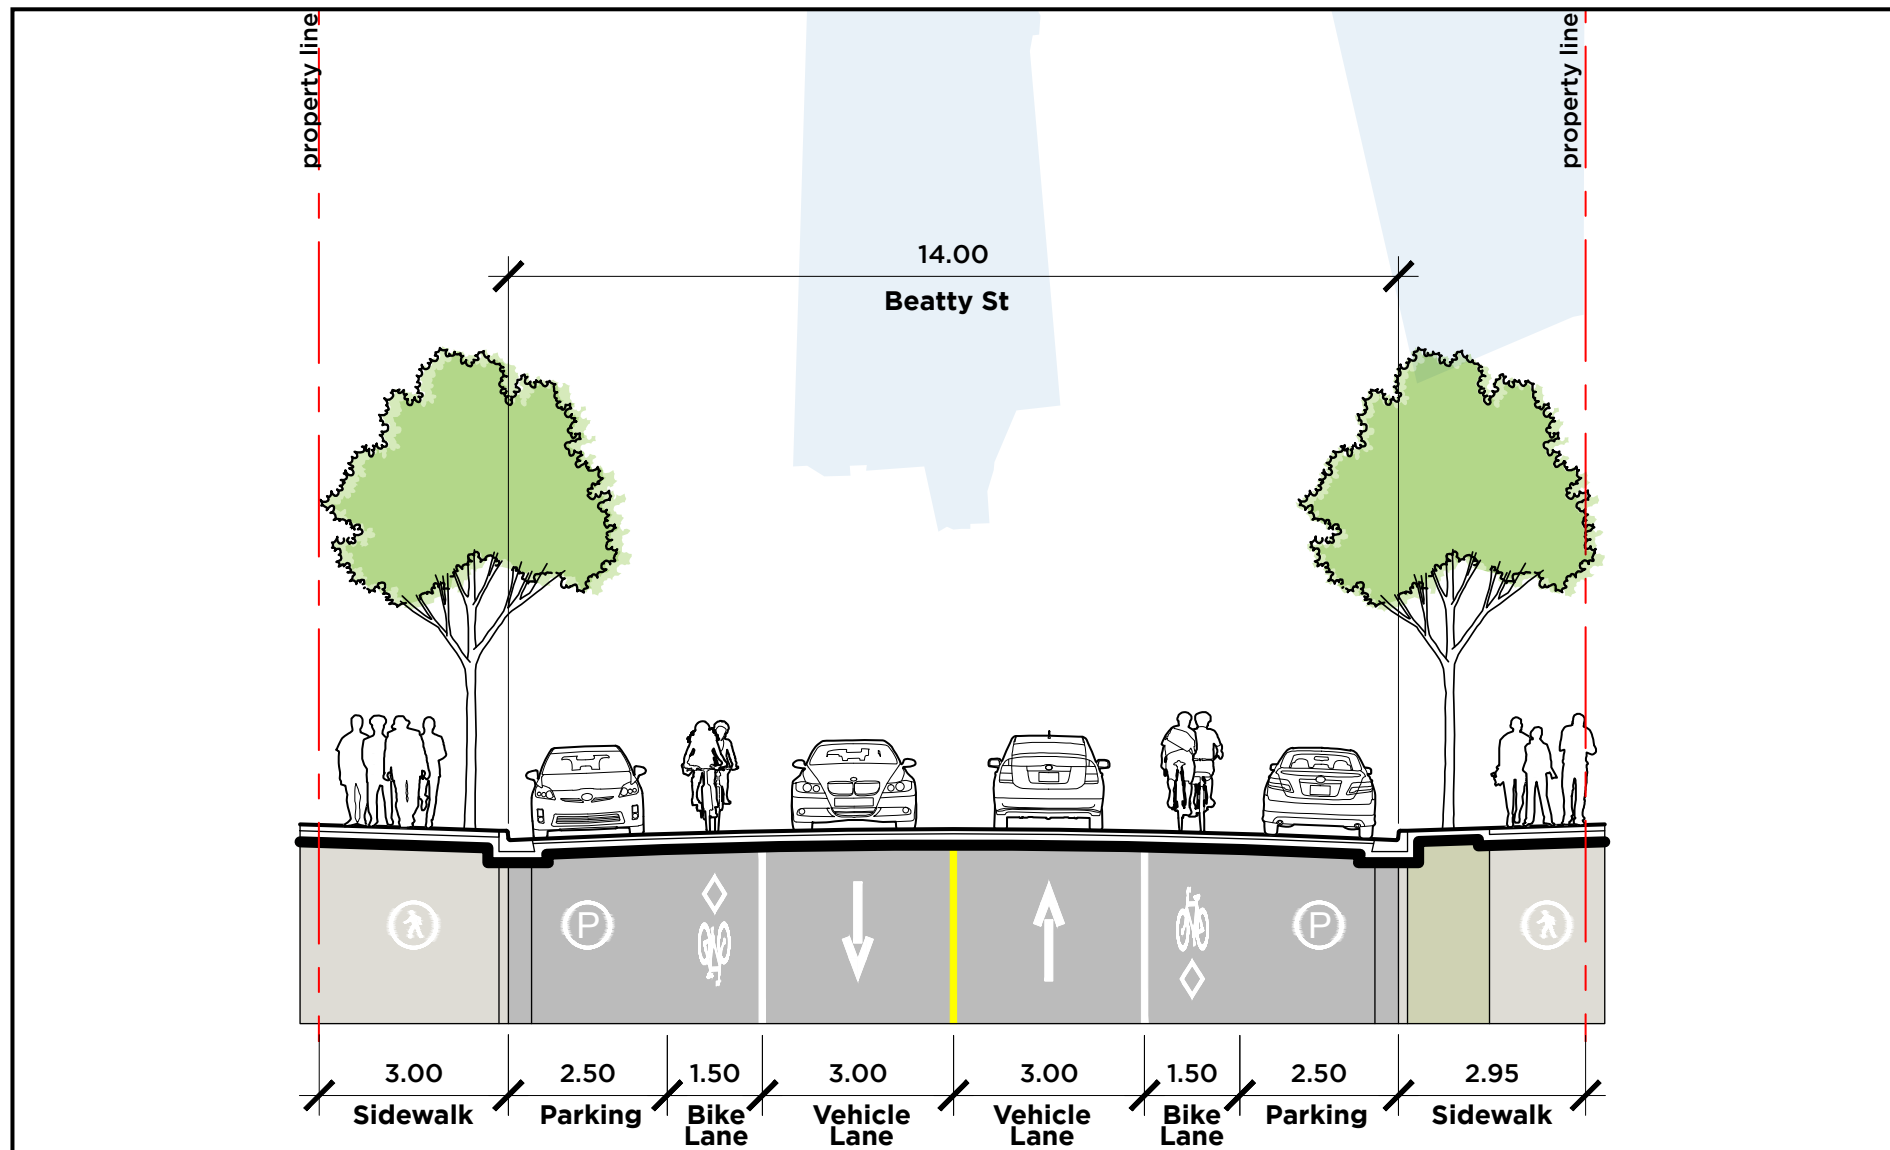 property line
property line
14.00
Beatty St
P
P
3.00
2.50
1.50
3.00
3.00
1.50
2.50
2.95
Sidewalk
Parking
Bike
Lane
Vehicle
Lane
Vehicle
Lane
Bike
Lane
Parking
Sidewalk